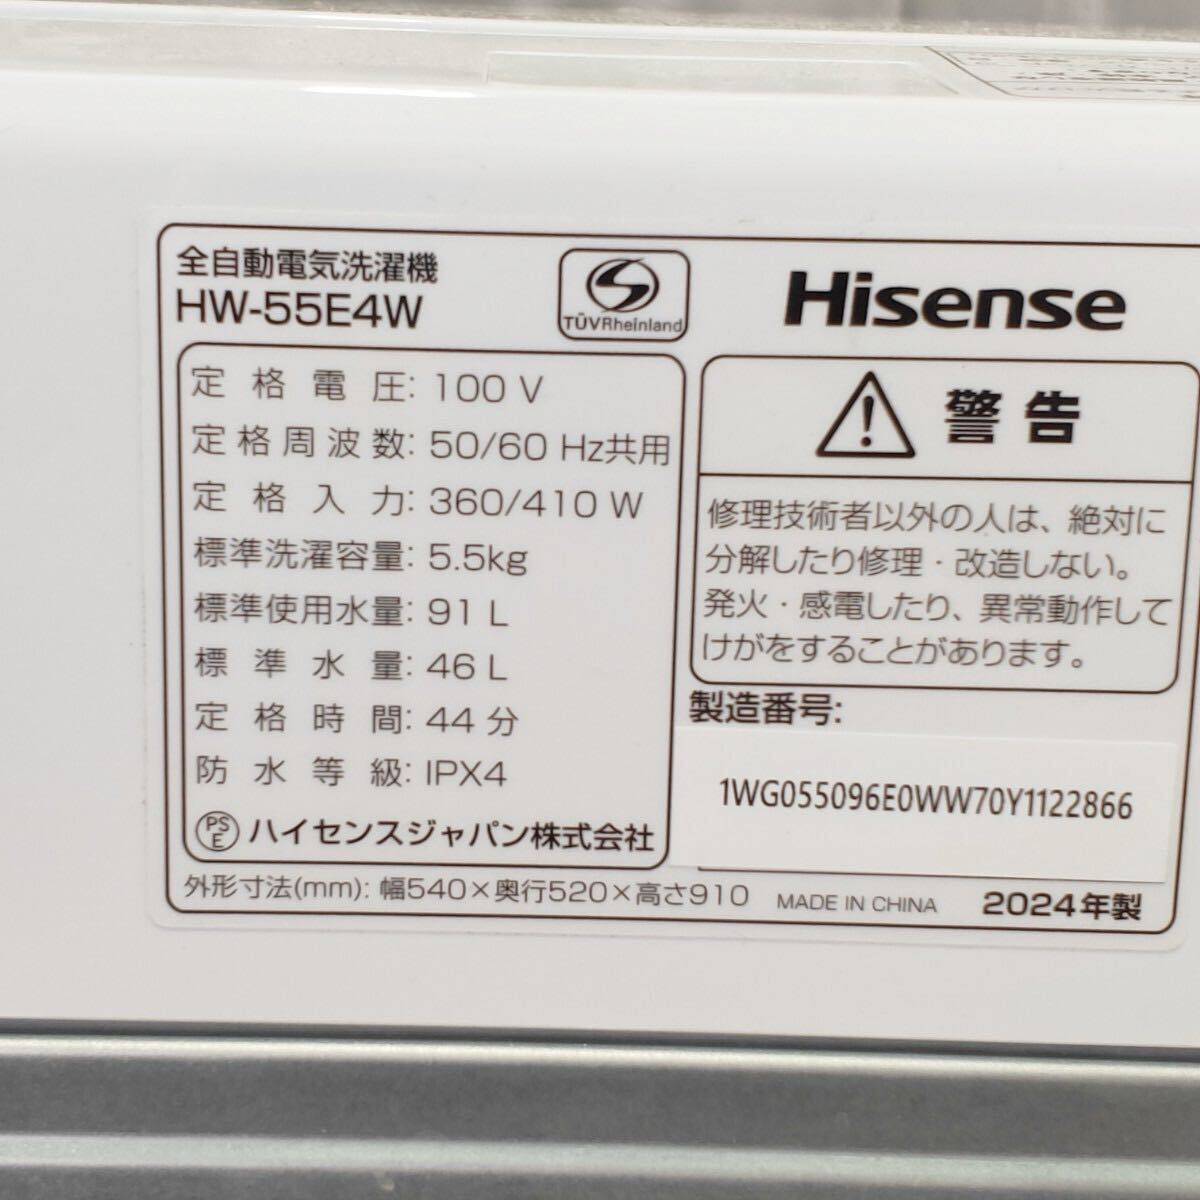 全自動電気洗濯機
HW-55E4W
TÜVRheinland
Hisense
定格電圧: 100 V
定格周波数: 50/60 Hz共用
定格入力: 360/410 W
標準洗濯容量: 5.5kg
標準使用水量: 91 L
標準水量: 46 L
定格時間: 44 分
防水等級: IPX4
PSE ハイセンスジャパン株式会社
警告
修理技術者以外の人は、絶対に
分解したり修理・改造しない。
発火・感電したり、異常動作して
けがをすることがあります。
製造番号:
1WG055096E0WW70Y1122866
外形寸法(mm): 幅540×奥行520×高さ910
MADE IN CHINA
2024年製